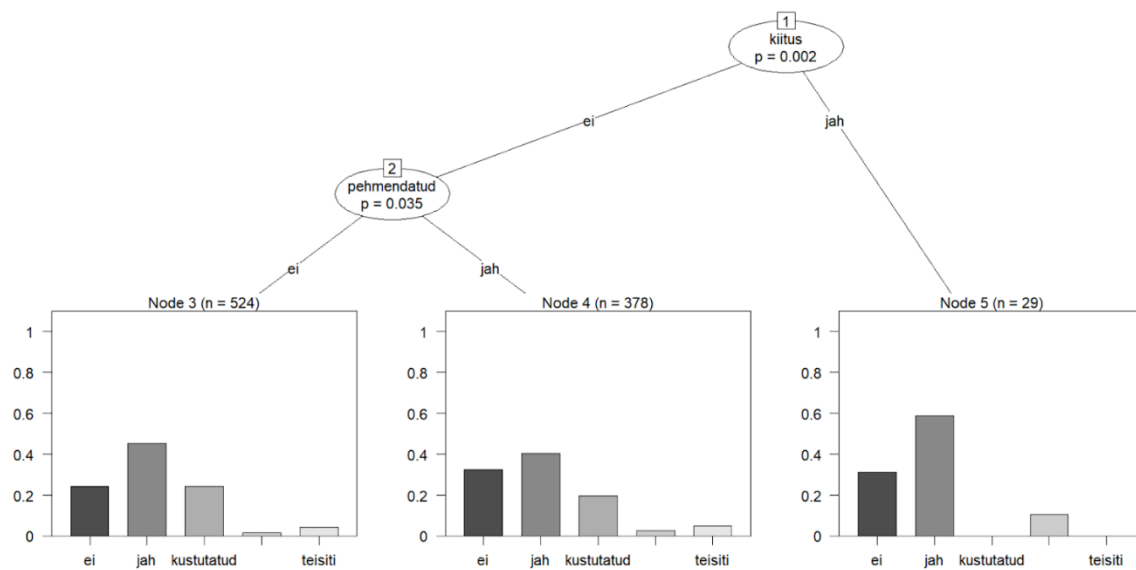 1
kiitus
p = 0.002
ei
jah
2
pehmendatud
p = 0.035
ei
jah
Node 3 (n = 524)
1
0.8
0.6
0.4
0.2
0
ei jah kustutatud teisiti
Node 4 (n = 378)
1
0.8
0.6
0.4
0.2
0
ei jah kustutatud teisiti
Node 5 (n = 29)
1
0.8
0.6
0.4
0.2
0
ei jah kustutatud teisiti